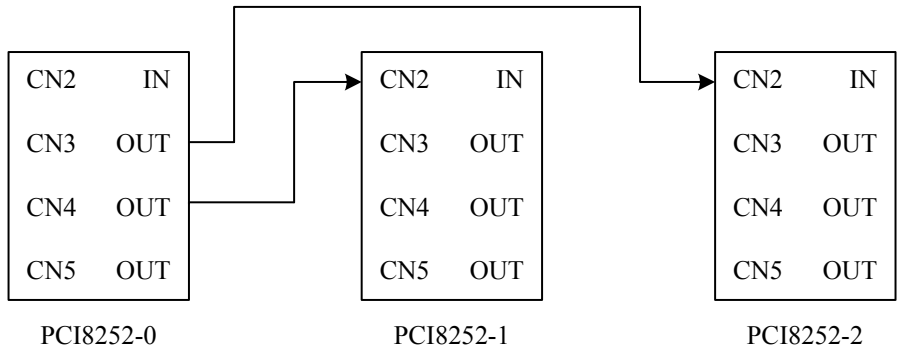 CN2 IN CN2 IN CN2 IN
CN3 OUT CN3 OUT CN3 OUT
CN4 OUT CN4 OUT CN4 OUT
CN5 OUT CN5 OUT CN5 OUT
PCI8252-0 PCI8252-1 PCI8252-2